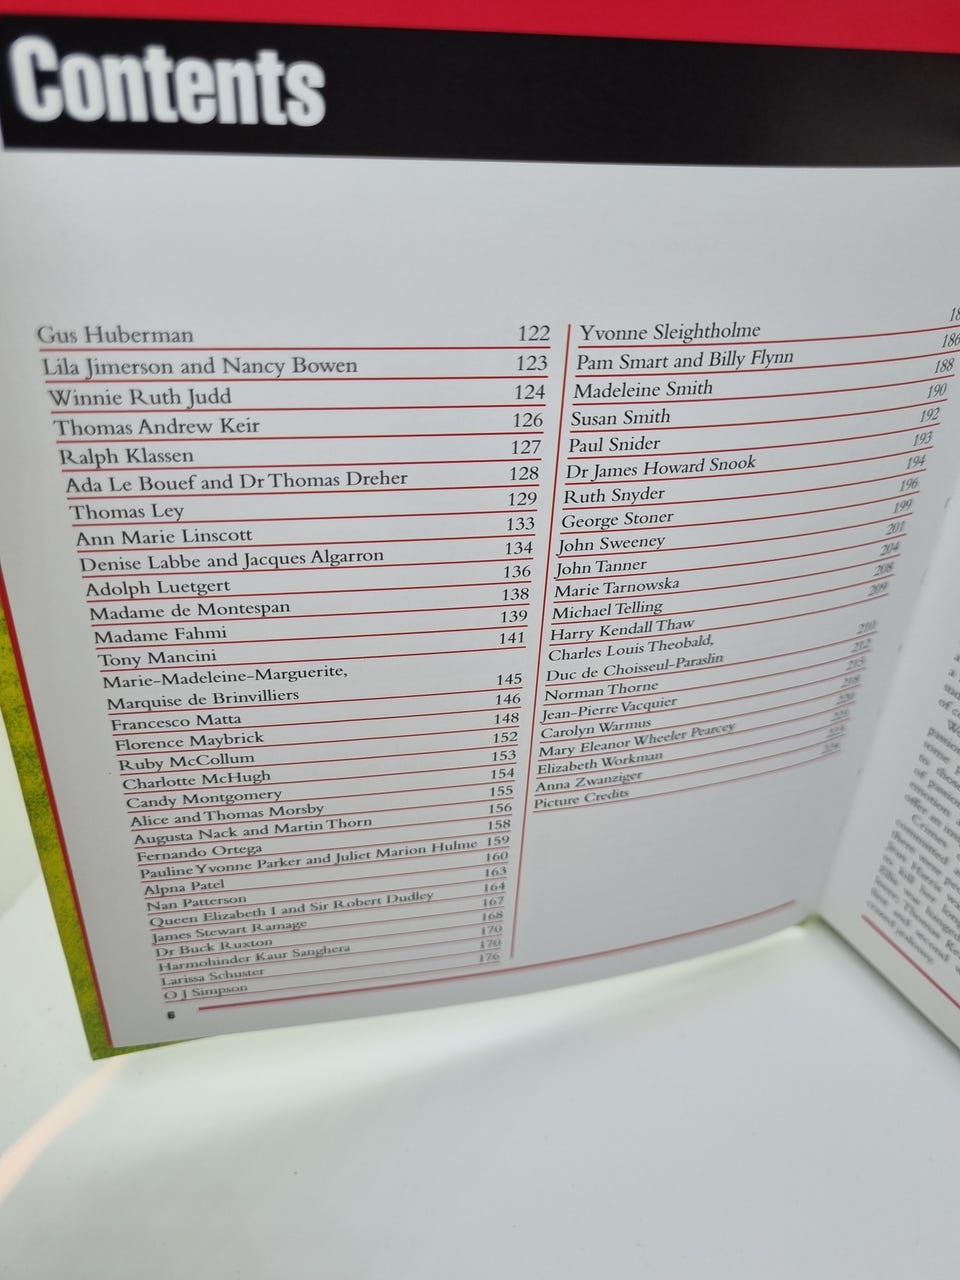 Contents
Gus Huberman 122
Lila Jimerson and Nancy Bowen 123
Winnie Ruth Judd 124
Thomas Andrew Keir 126
Ralph Klassen 127
Ada Le Bouef and Dr Thomas Dreher 128
Thomas Ley 129
Ann Marie Linscott 133
Denise Labbe and Jacques Algarron 134
Adolph Luetgert 136
Madame de Montespan 138
Madame Fahmi 139
Tony Mancini 141
Marie-Madeleine-Marguerite,
Marquise de Brinvilliers 145
Francesco Matta 146
Florence Maybrick 148
Ruby McCollum 152
Charlotte McHugh 153
Candy Montgomery 154
Alice and Thomas Morsby 155
Augusta Nack and Martin Thorn 156
Fernando Ortega 158
Pauline Yvonne Parker and Juliet Marion Hulme 159
Alpna Patel 160
Nan Patterson 163
Queen Elizabeth I and Sir Robert Dudley 164
James Stewart Ramage 167
Dr Buck Ruxton 168
Harmohinder Kaur Sanghera 170
Larissa Schuster 170
O J Simpson 176
6
Yvonne Sleightholme 18
Pam Smart and Billy Flynn 186
Madeleine Smith 188
Susan Smith 190
Paul Snider 192
Dr James Howard Snook 193
Ruth Snyder 194
George Stoner 196
John Sweeney 199
John Tanner 201
Marie Tarnowska 204
Michael Telling 208
Harry Kendall Thaw 209
Charles Louis Theobald,
Duc de Choiseul-Paraslin 210
Norman Thorne 212
Jean-Pierre Vacquier 215
Carolyn Warmus 218
Mary Eleanor Wheeler Pearcey 220
Elizabeth Workman
Anna Zwanziger
Picture Credits